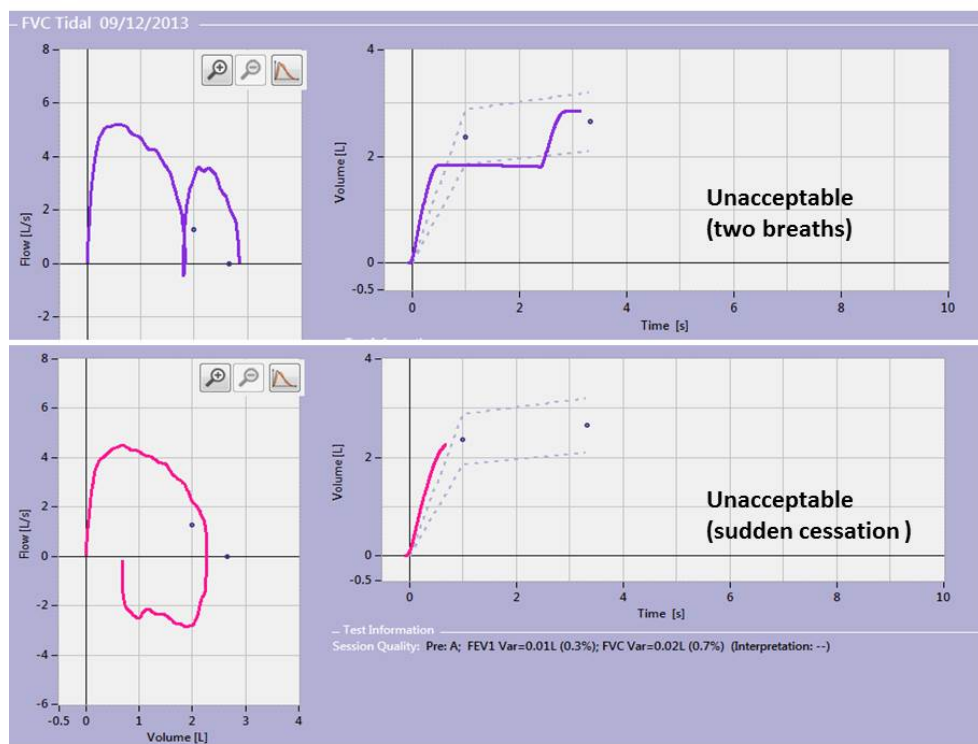 FVC Tidal 09/12/2013
8
6
4
2
0
-2
Flow [L/s]
4
2
0
-0.5
Volume [L]
0
2
4
6
8
10
Time [s]
Unacceptable
(two breaths)
8
6
4
2
0
-2
-4
-6
Flow [L/s]
-0.5
0
1
2
3
4
Volume [L]
4
2
0
-0.5
Volume [L]
0
2
4
6
8
10
Time [s]
Unacceptable
(sudden cessation )
Test Information
Session Quality: Pre: A; FEV1 Var=0.01L (0.3%); FVC Var=0.02L (0.7%) (Interpretation: --)